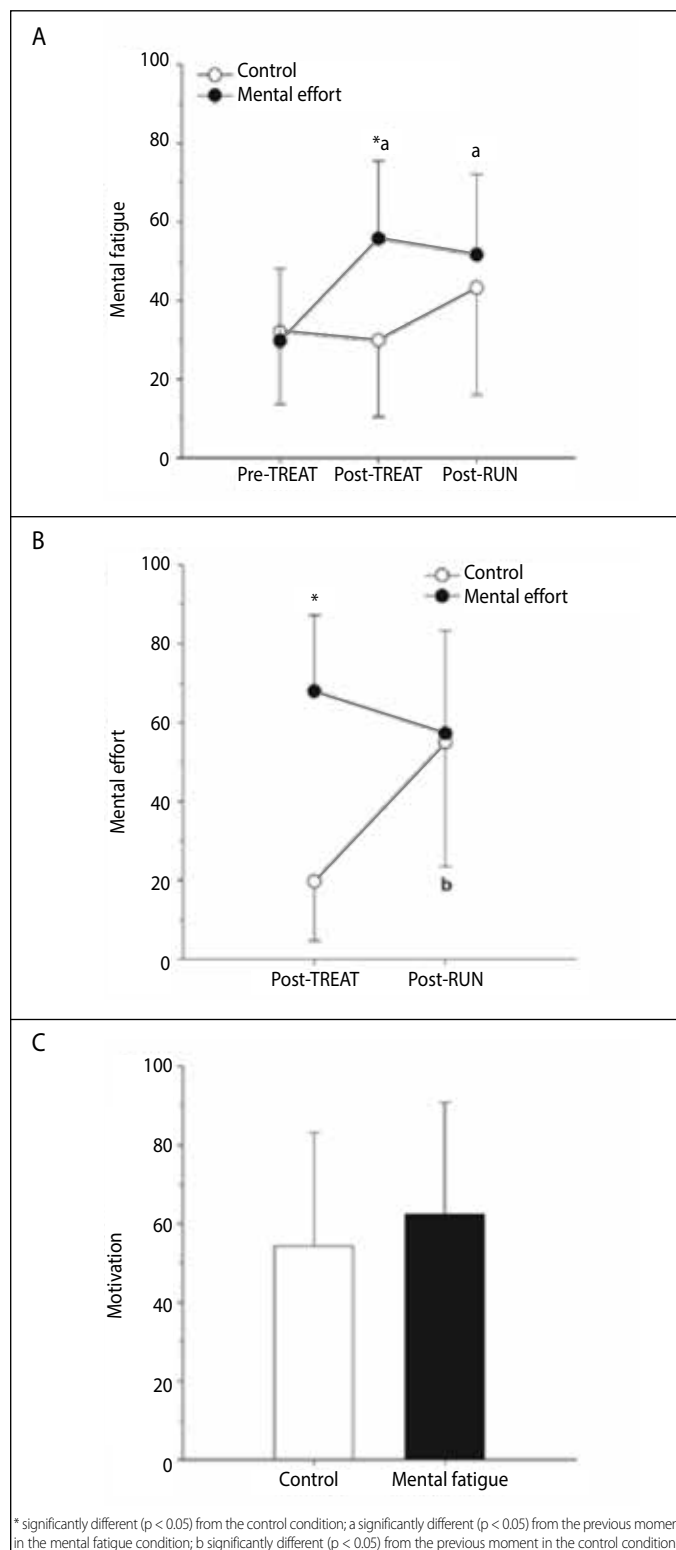 A
100
80
60
40
20
0
Mental fatigue
Control
Mental effort
*a
a
Pre-TREAT Post-TREAT Post-RUN
B
100
80
60
40
20
0
Mental effort
Control
Mental effort
*
b
Post-TREAT Post-RUN
C
100
80
60
40
20
0
Motivation
Control Mental fatigue
* significantly different (p < 0.05) from the control condition; a significantly different (p < 0.05) from the previous momen
in the mental fatigue condition; b significantly different (p < 0.05) from the previous moment in the control condition